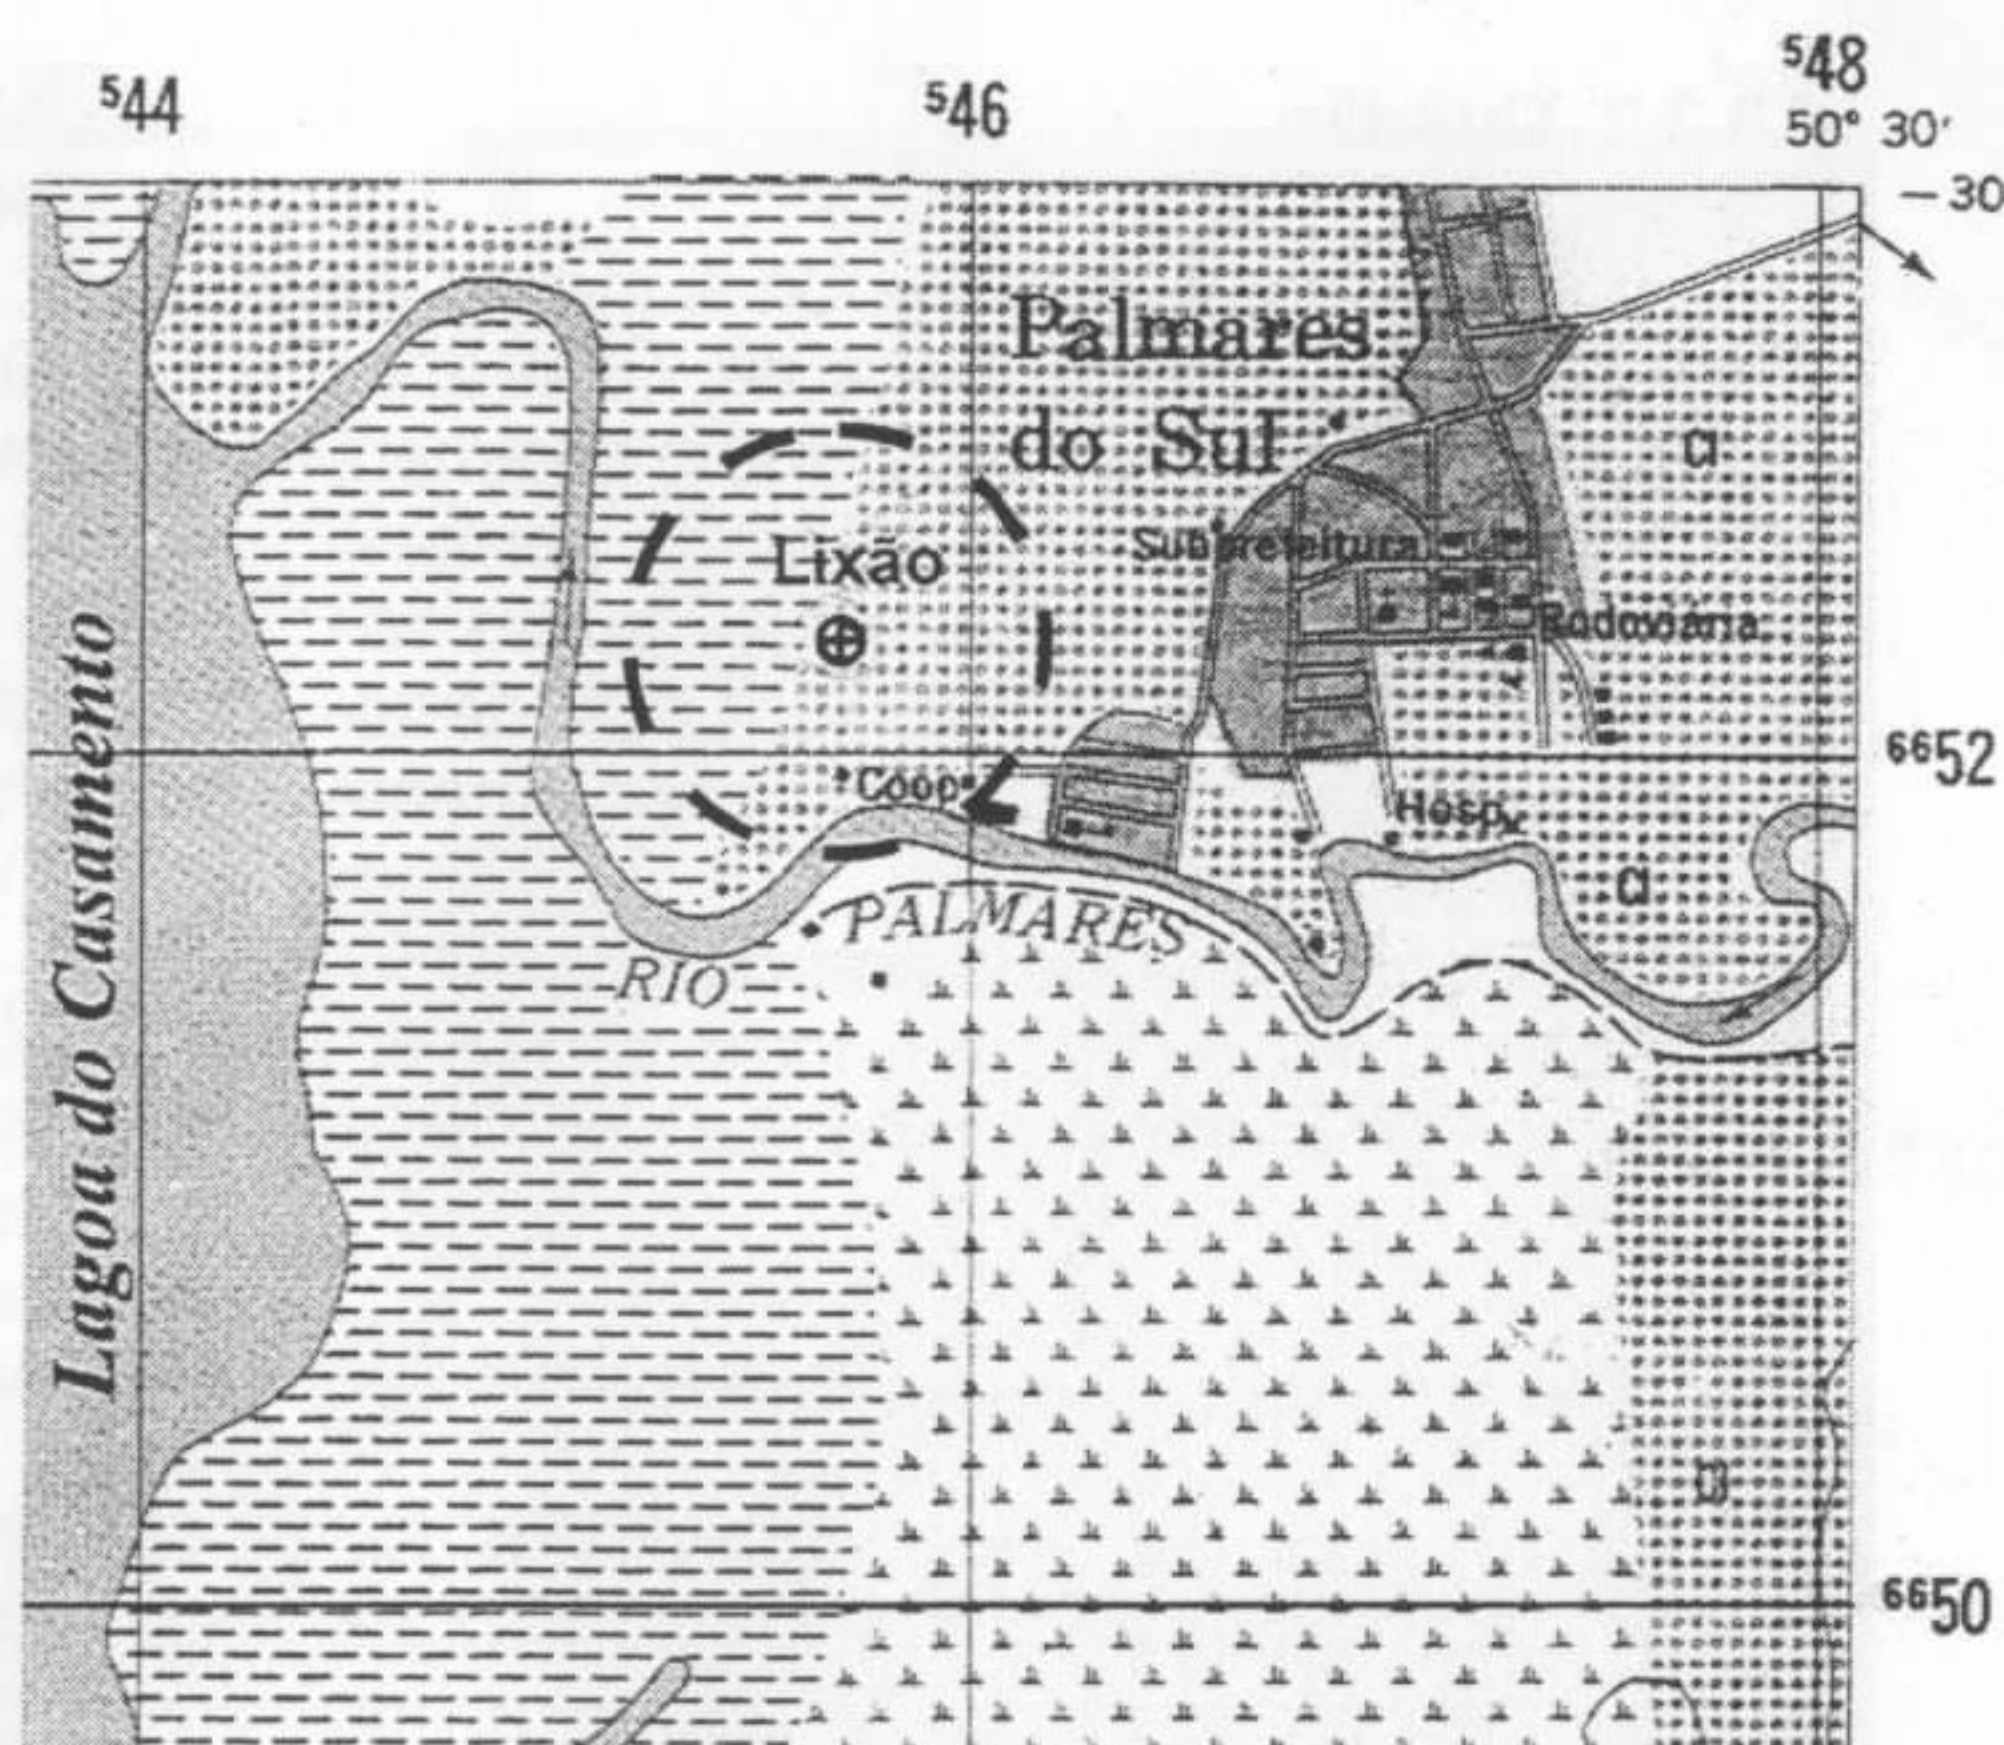 544
546
548
50° 30'
—30
Palmares
do Sul
Subprefeitura
Lixão
Rodoviária
6652
Coop.
Hosp.
PALMARES
RIO
Lagoa do Casamento
6650